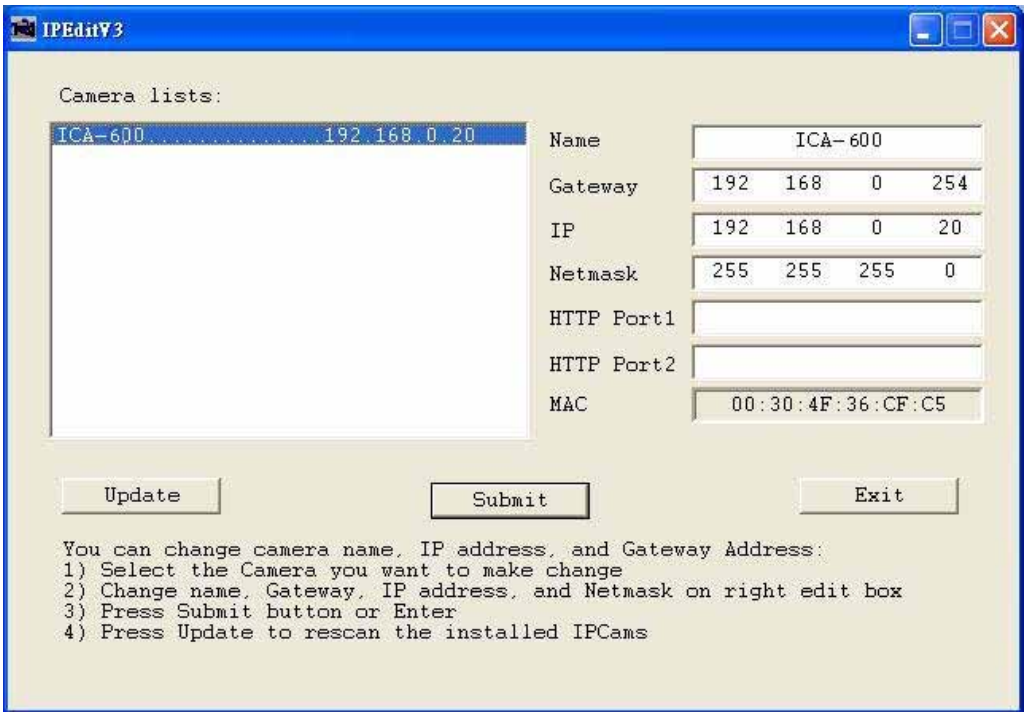 IPEditV3
Camera lists:
ICA-600..............192.168.0.20
Name ICA-600
Gateway 192 168 0 254
IP 192 168 0 20
Netmask 255 255 255 0
HTTP Port1
HTTP Port2
MAC 00:30:4F:36:CF:C5
Update Submit Exit
You can change camera name, IP address, and Gateway Address:
1) Select the Camera you want to make change
2) Change name, Gateway, IP address, and Netmask on right edit box
3) Press Submit button or Enter
4) Press Update to rescan the installed IPCams